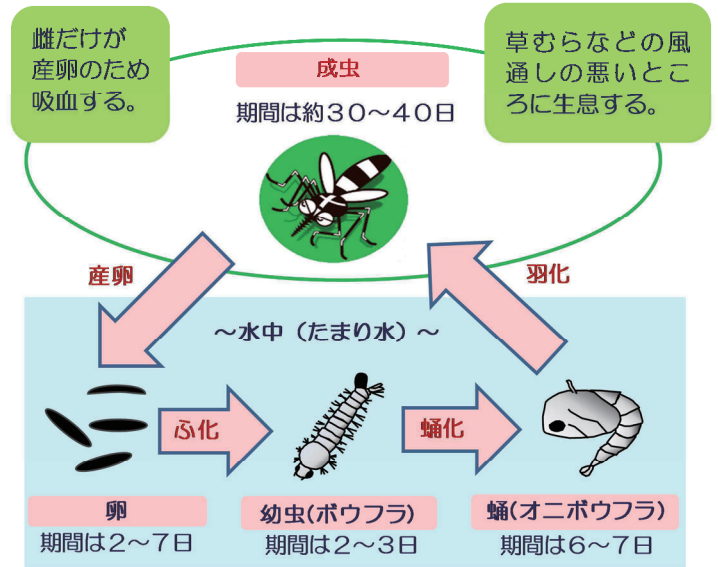 雌だけが
産卵のため
吸血する。
成虫
期間は約30~40日
草むらなどの風
通しの悪いとこ
ろに生息する。
産卵
羽化
~水中(たまり水)~
ふ化
蛹化
卵
期間は2~7日
幼虫(ボウフラ)
期間は2~3日
蛹(オニボウフラ)
期間は6~7日